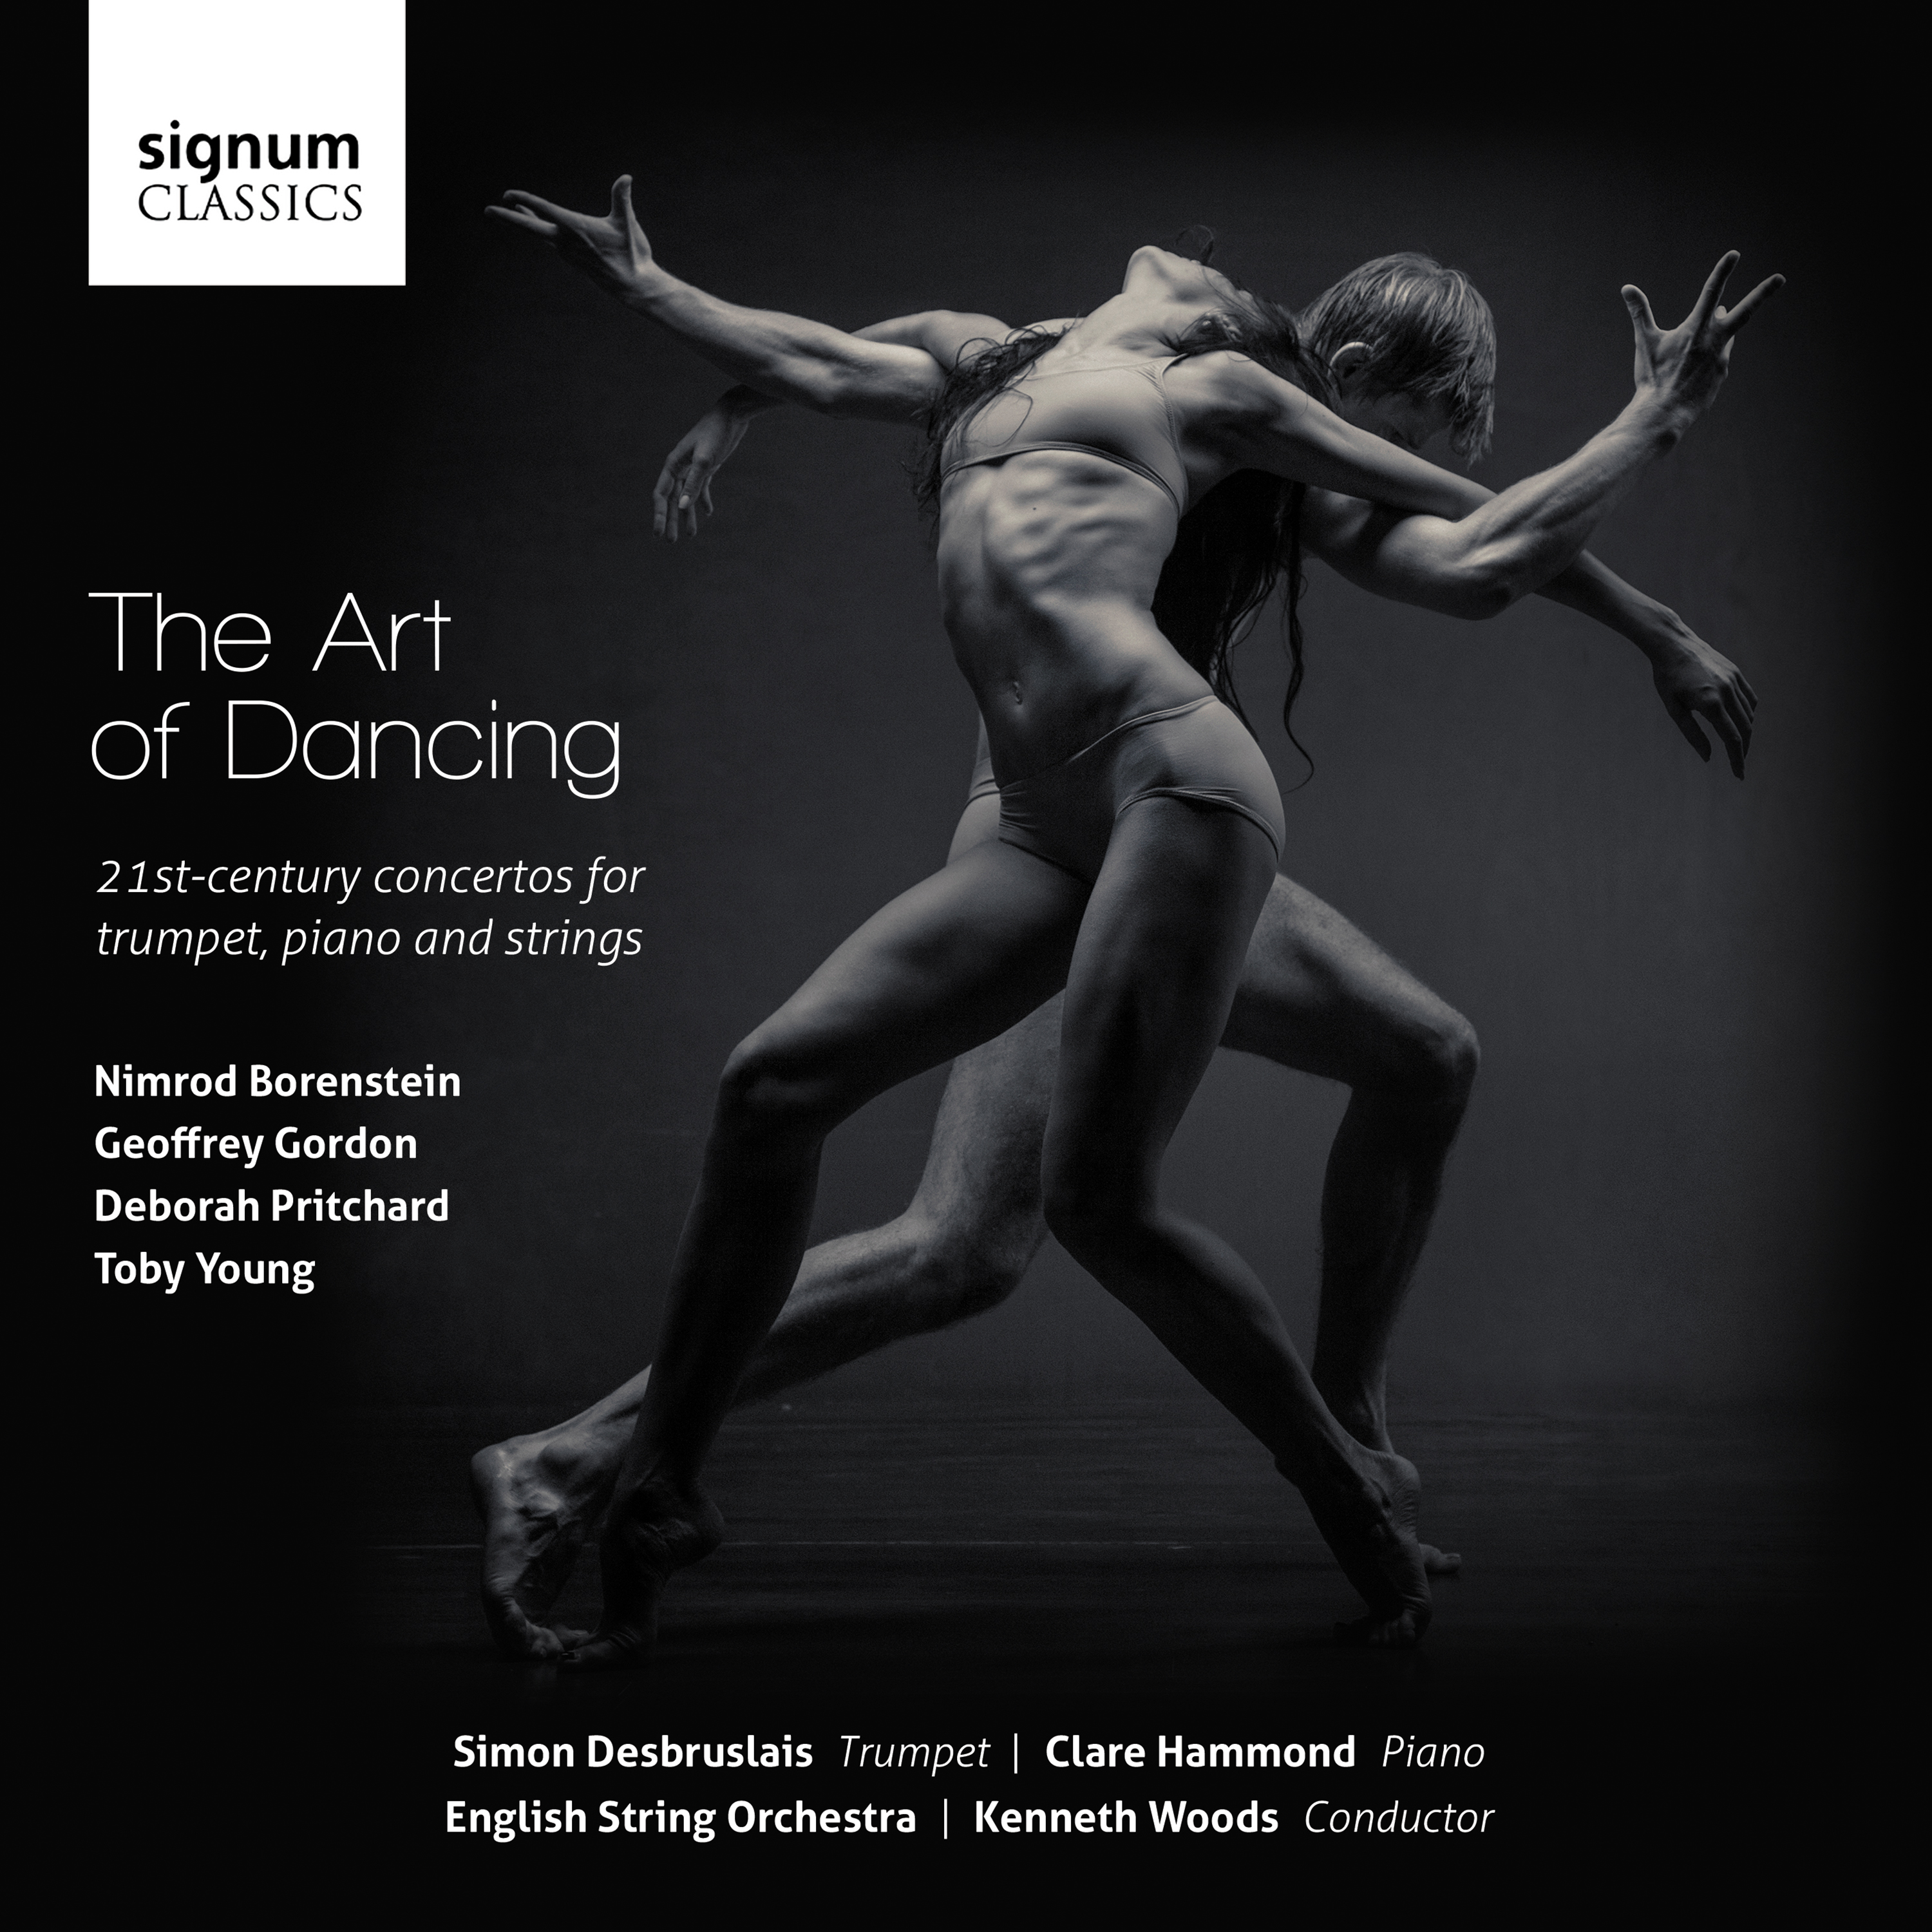 signum
CLASSICS
The Art
of Dancing
21st-century concertos for
trumpet, piano and strings
Nimrod Borenstein
Geoffrey Gordon
Deborah Pritchard
Toby Young
Simon Desbruslais Trumpet | Clare Hammond Piano
English String Orchestra | Kenneth Woods Conductor